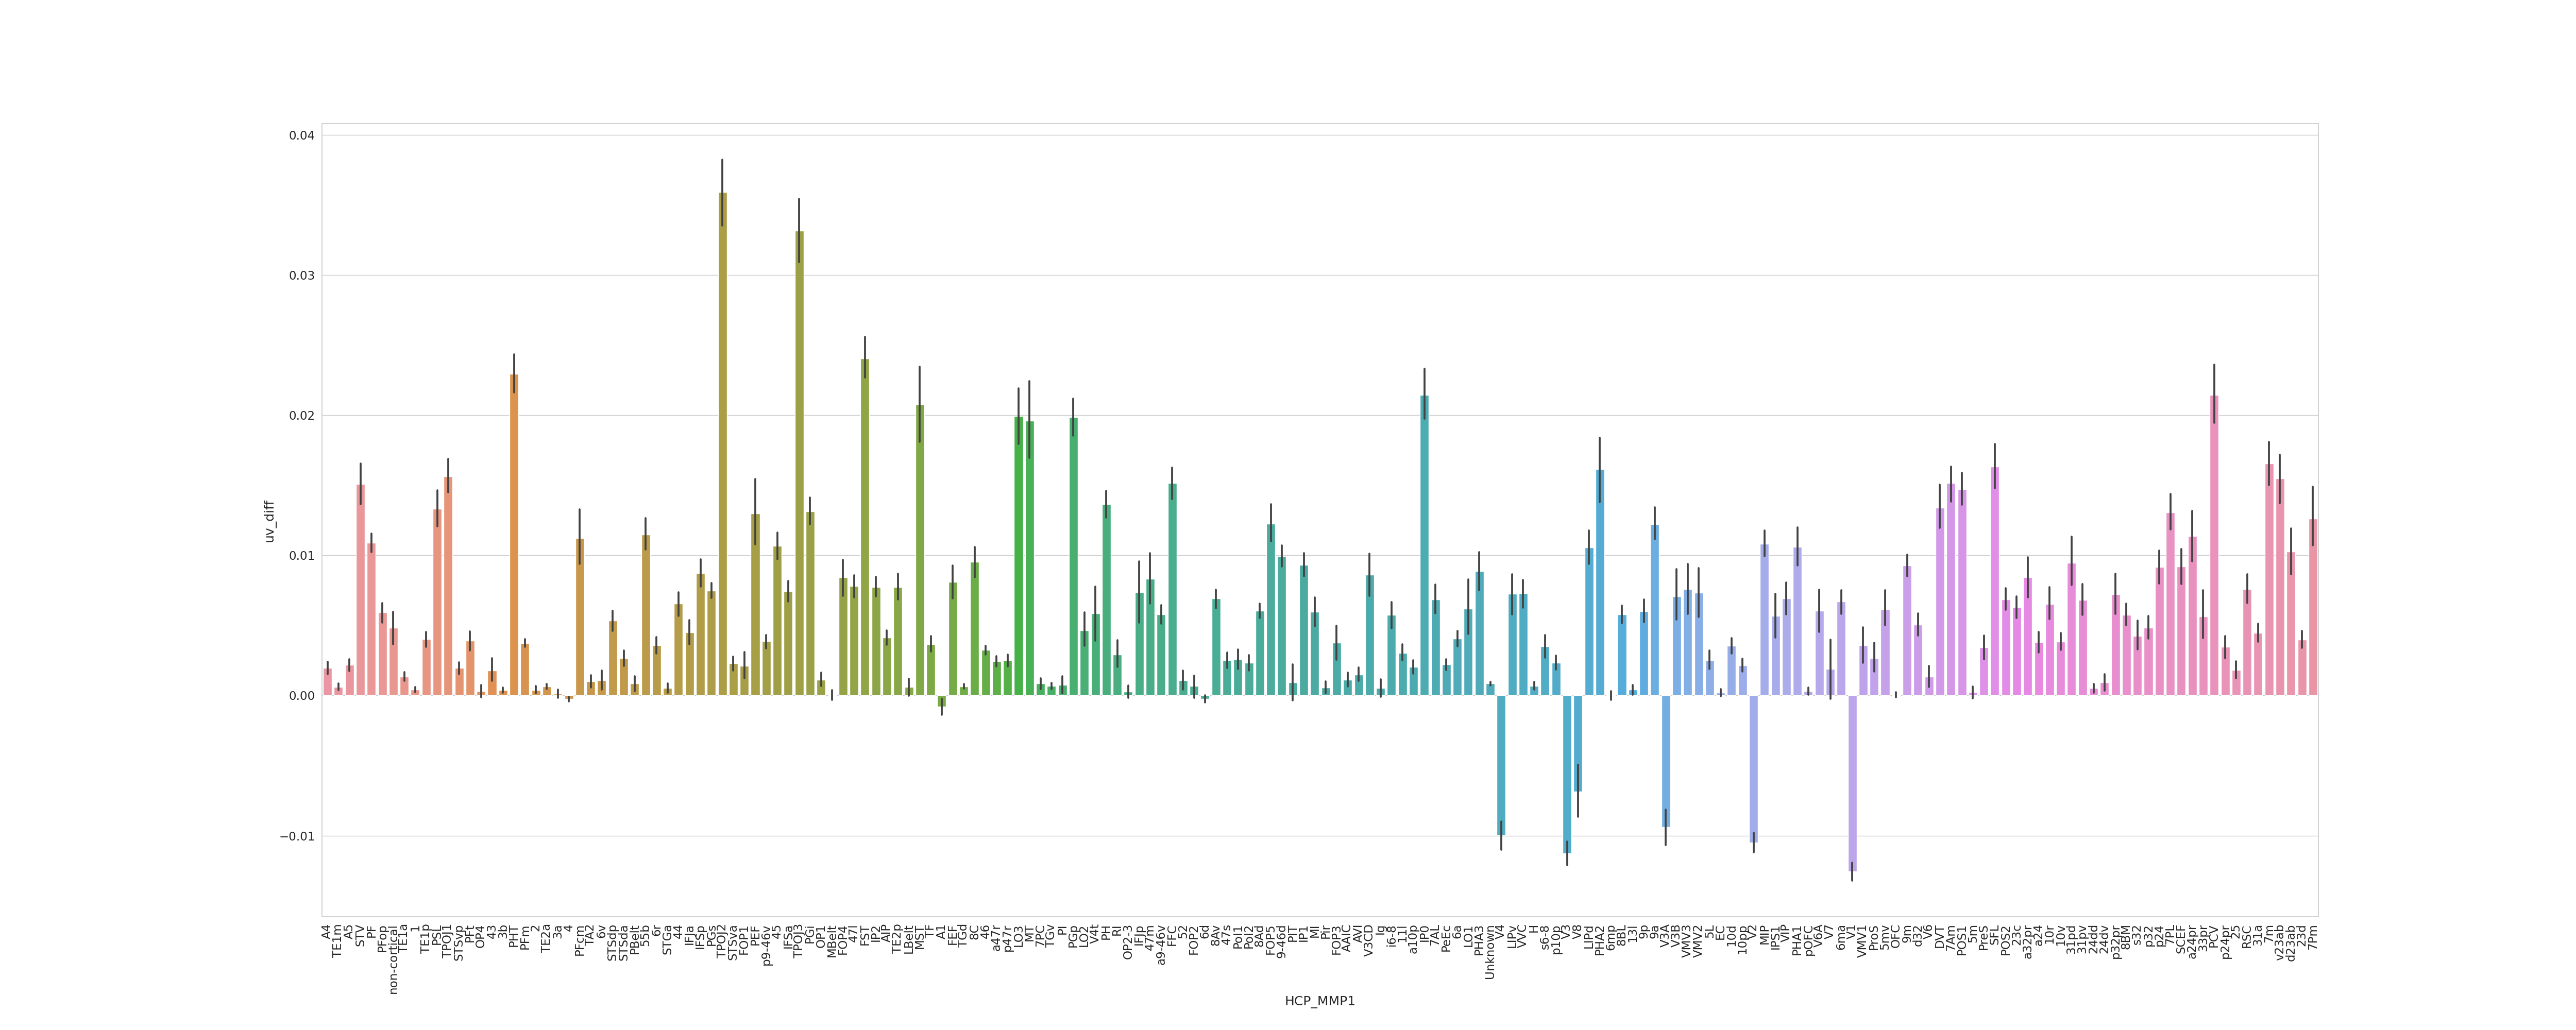 0.04
0.03
0.02
0.01
0.00
−0.01
uv_diff
A4
TE1m
A5
STV
PF
PFop
non-cortical
TE1a
1
TE1p
PSL
TPOJ1
STSvp
PFt
OP4
43
3b
PHT
PFm
2
TE2a
3a
4
PFcm
TA2
6v
STSdp
STSda
PBelt
55b
6r
STGa
44
IFJa
IFSp
PGs
TPOJ2
STSva
FOP1
PEF
p9-46v
45
IFSa
TPOJ3
PGi
OP1
MBelt
FOP4
47l
FST
IP2
AIP
TE2p
LBelt
MST
TF
A1
FEF
TGd
8C
46
a47r
p47r
LO3
MT
7PC
TGv
PI
PGp
LO2
V4t
PH
RI
OP2-3
IFJp
47m
a9-46v
FFC
52
FOP2
6d
8Av
47s
PoI1
PoI2
8Ad
FOP5
9-46d
PIT
IP1
MI
Pir
FOP3
AAIC
AVI
V3CD
Ig
i6-8
11l
a10p
IP0
7AL
PeEc
6a
LO1
PHA3
Unknown
V4
LIPv
VVC
H
s6-8
p10p
V3
V8
LIPd
PHA2
6mp
8BL
13l
9p
9a
V3A
V3B
VMV3
VMV2
5L
EC
10d
10pp
V2
MIP
IPS1
VIP
PHA1
pOFC
V6A
V7
6ma
V1
VMV1
ProS
5mv
OFC
9m
d32
V6
DVT
7Am
POS1
5m
PreS
SFL
POS2
23c
a32pr
a24
10r
10v
31pd
31pv
24dd
24dv
p32pr
8BM
s32
p32
p24
7PL
SCEF
a24pr
33pr
PCV
p24pr
25
RSC
31a
7m
v23ab
d23ab
23d
7Pm
HCP_MMP1